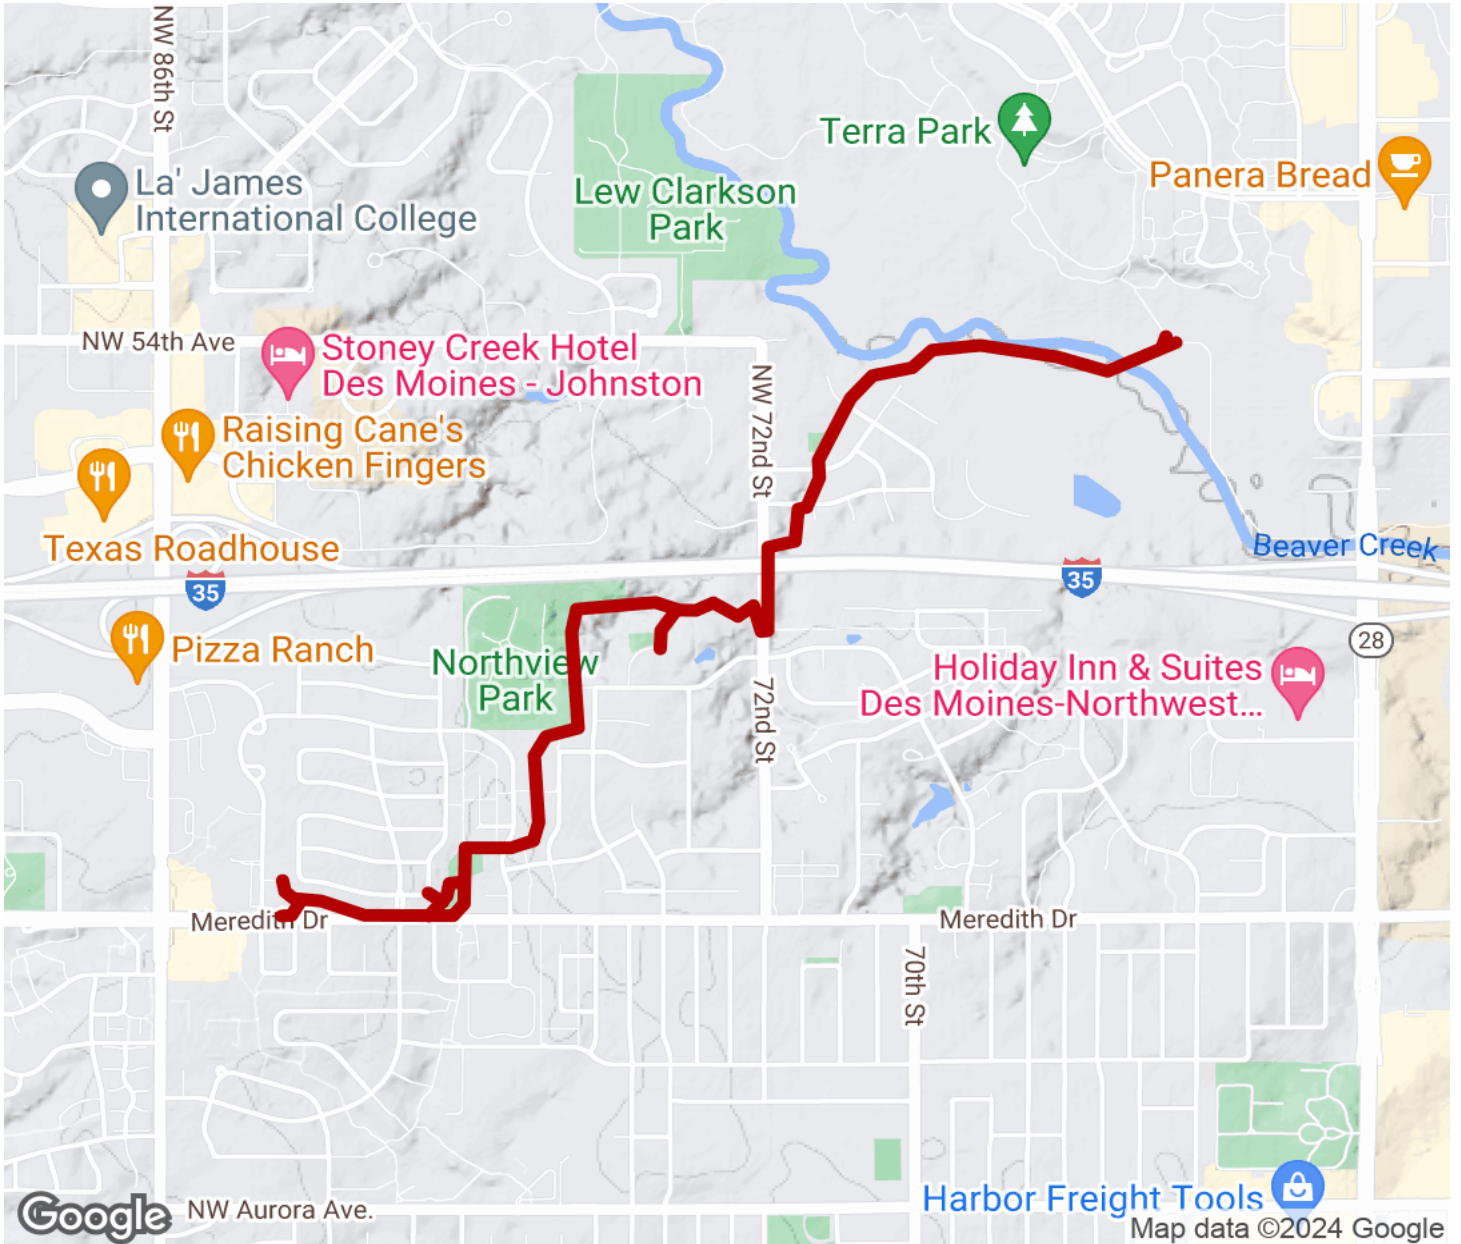 NW 86th St
Terra Park
Panera Bread
La' James
International College
Lew Clarkson
Park
NW 54th Ave
Stoney Creek Hotel
Des Moines - Johnston
NW 72nd St
Raising Cane's
Chicken Fingers
Texas Roadhouse
Beaver Creek
35
35
28
Pizza Ranch
Northview
Park
Holiday Inn & Suites
Des Moines-Northwest...
72nd St
Meredith Dr
Meredith Dr
70th St
Harbor Freight Tools
Google
NW Aurora Ave.
Map data ©2024 Google